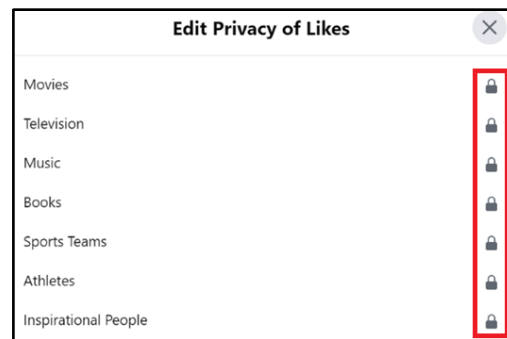 Edit Privacy of Likes
Movies
Television
Music
Books
Sports Teams
Athletes
Inspirational People